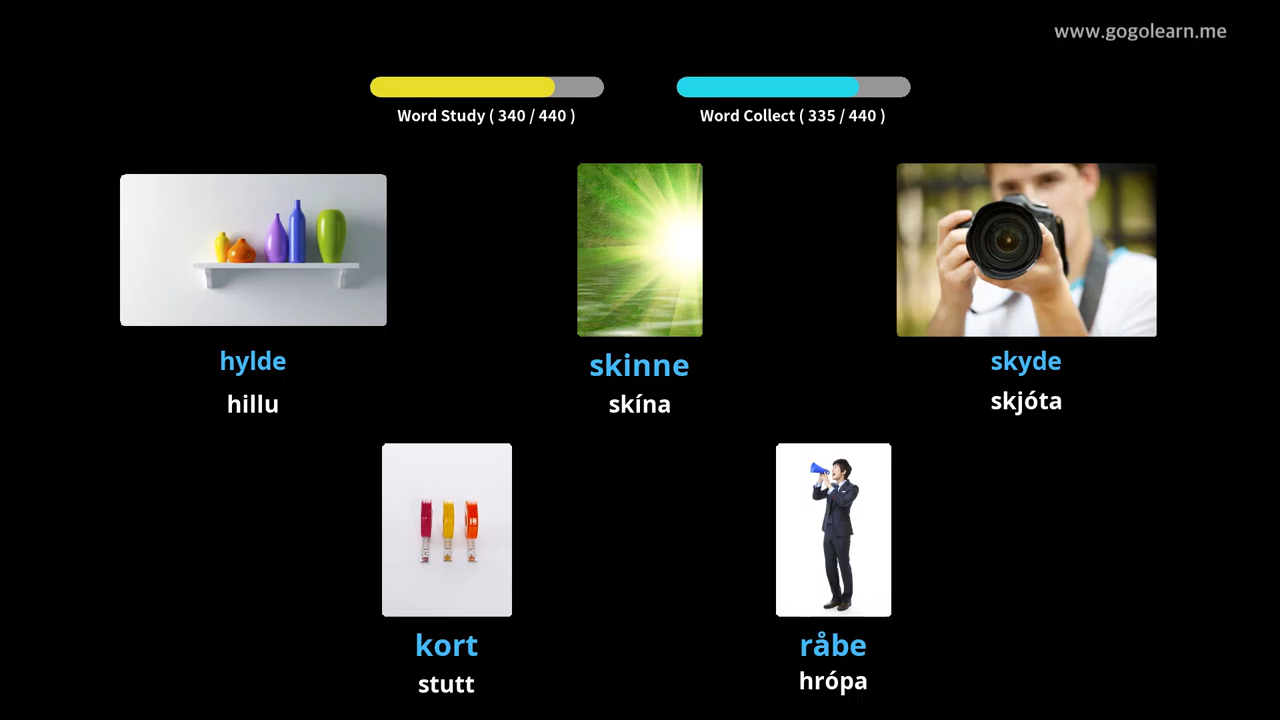 www.gogolearn.me
Word Study ( 340 / 440 )
Word Collect ( 335 / 440 )
hylde
hillu
skinne
skína
skyde
skjóta
kort
stutt
råbe
hrópa